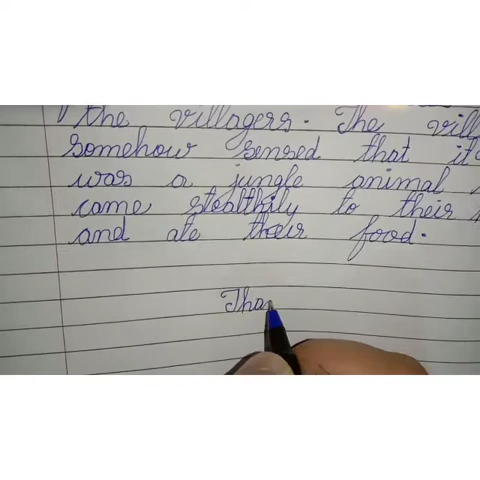 the villagers. The vill
somehow sensed that it
was a jungle animal
came stealthily to their
and ate their food.
Tha